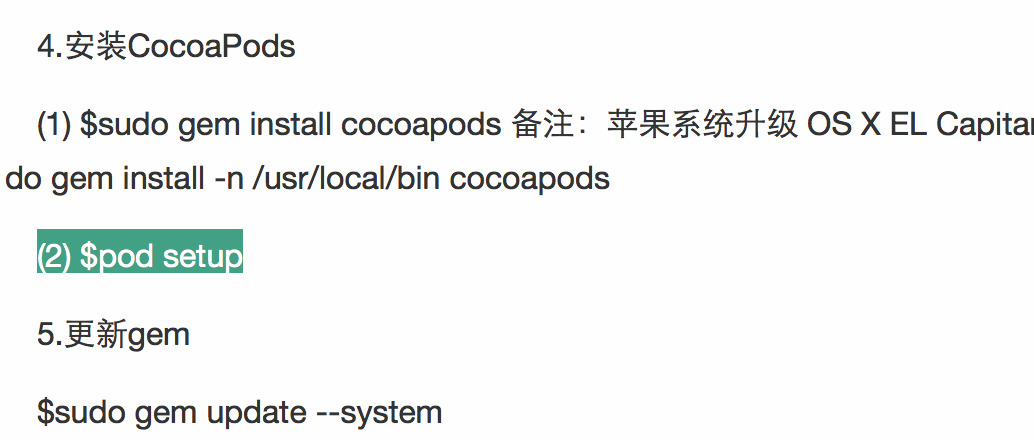 4.安装CocoaPods
(1) $sudo gem install cocoapods 备注：苹果系统升级 OS X EL Capitan
do gem install -n /usr/local/bin cocoapods
(2) $pod setup
5.更新gem
$sudo gem update --system